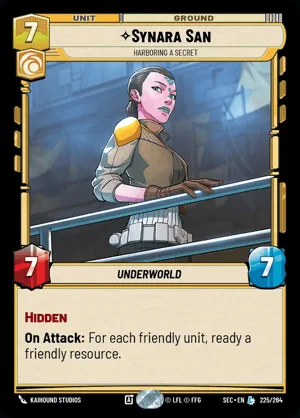 UNIT GROUND
7
✧SYNARA SAN
HARBORING A SECRET
7
7
UNDERWORLD
HIDDEN
On Attack: For each friendly unit, ready a
friendly resource.
KAIHOUND STUDIOS © LFL © FFG SEC • EN L 225/264